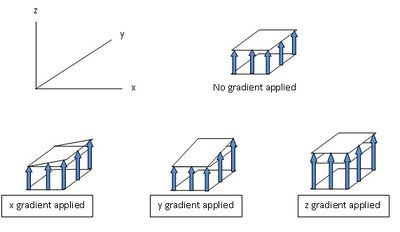 z
y
x
No gradient applied
x gradient applied
y gradient applied
z gradient applied